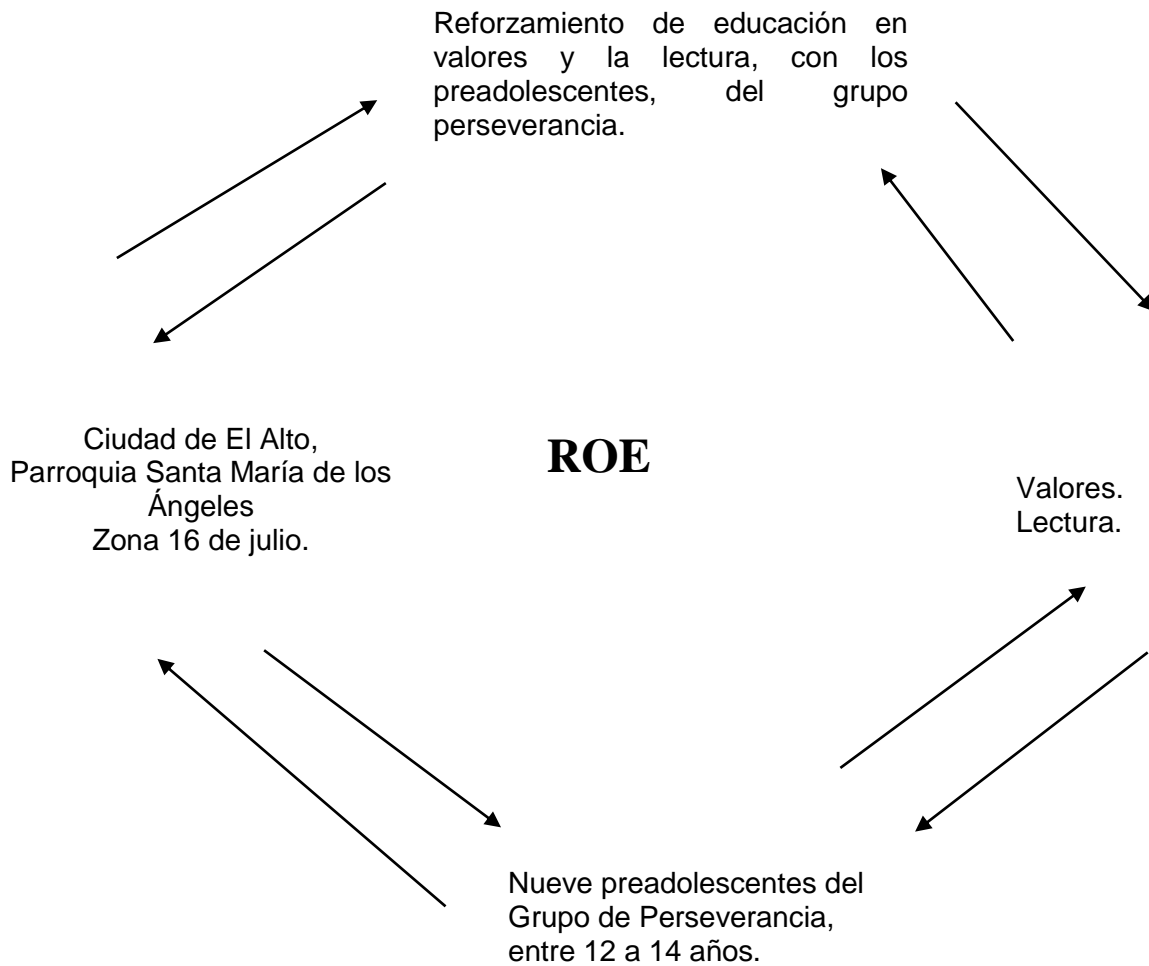 Reforzamiento de educación en
valores y la lectura, con los
preadolescentes, del grupo
perseverancia.
Ciudad de El Alto,
Parroquia Santa María de los
Ángeles
Zona 16 de julio.
ROE
Valores.
Lectura.
Nueve preadolescentes del
Grupo de Perseverancia,
entre 12 a 14 años.